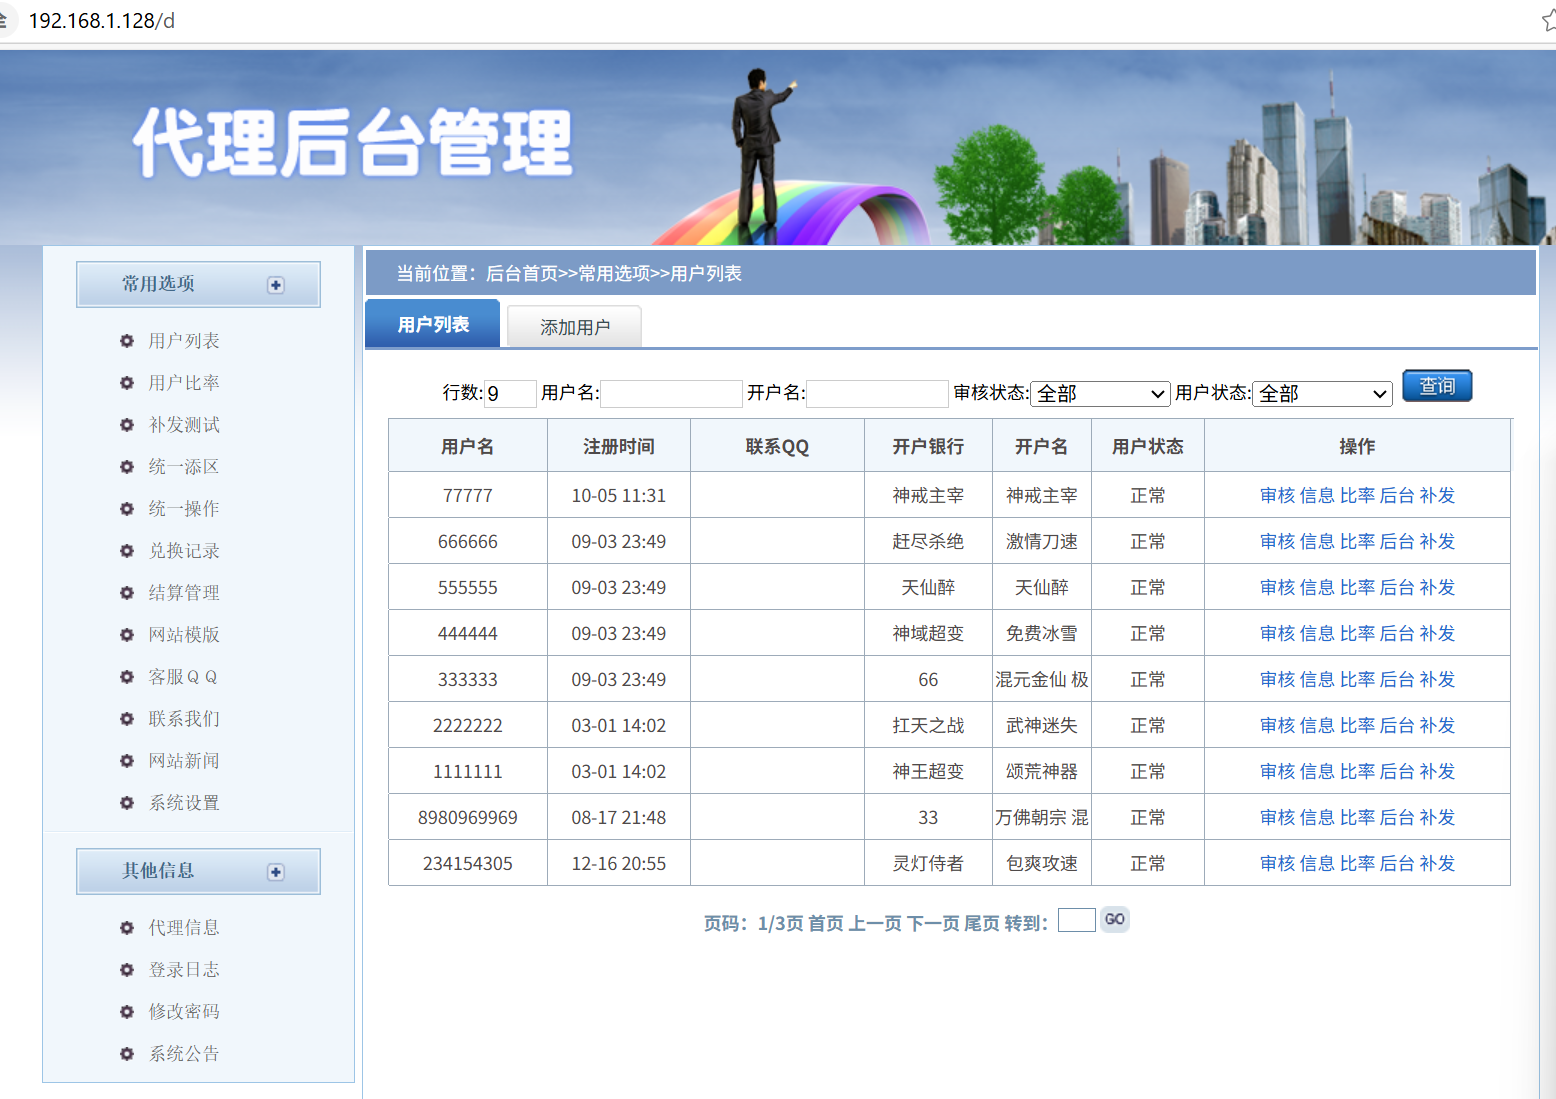 192.168.1.128/d
代理后台管理
常用选项
用户列表
用户比率
补发测试
统一添区
统一操作
兑换记录
结算管理
网站模版
客服ＱＱ
联系我们
网站新闻
系统设置
其他信息
代理信息
登录日志
修改密码
系统公告
当前位置：后台首页>>常用选项>>用户列表
用户列表 添加用户
行数:9 用户名: 开户名: 审核状态:全部 用户状态:全部 查询
用户名 注册时间 联系QQ 开户银行 开户名 用户状态 操作
77777 10-05 11:31 神戒主宰 神戒主宰 正常 审核 信息 比率 后台 补发
666666 09-03 23:49 赶尽杀绝 激情刀速 正常 审核 信息 比率 后台 补发
555555 09-03 23:49 天仙醉 天仙醉 正常 审核 信息 比率 后台 补发
444444 09-03 23:49 神域超变 免费冰雪 正常 审核 信息 比率 后台 补发
333333 09-03 23:49 66 混元金仙 极 正常 审核 信息 比率 后台 补发
2222222 03-01 14:02 扛天之战 武神迷失 正常 审核 信息 比率 后台 补发
1111111 03-01 14:02 神王超变 颂荒神器 正常 审核 信息 比率 后台 补发
8980969969 08-17 21:48 33 万佛朝宗 混 正常 审核 信息 比率 后台 补发
234154305 12-16 20:55 灵灯侍者 包爽攻速 正常 审核 信息 比率 后台 补发
页码：1/3页 首页 上一页 下一页 尾页 转到： GO